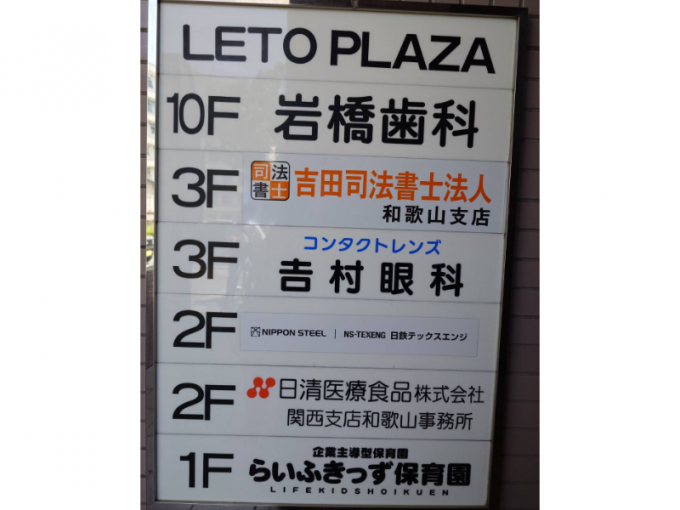 LETO PLAZA
10F 岩橋歯科
3F 司法書士 吉田司法書士法人
和歌山支店
コンタクトレンズ
3F 𠮷村眼科
2F NIPPON STEEL | NS-TEXENG 日鉄テックスエンジ
2F 日清医療食品株式会社
関西支店和歌山事務所
企業主導型保育園
1F らいふきっず保育園
LIFEKIDSHOIKUEN